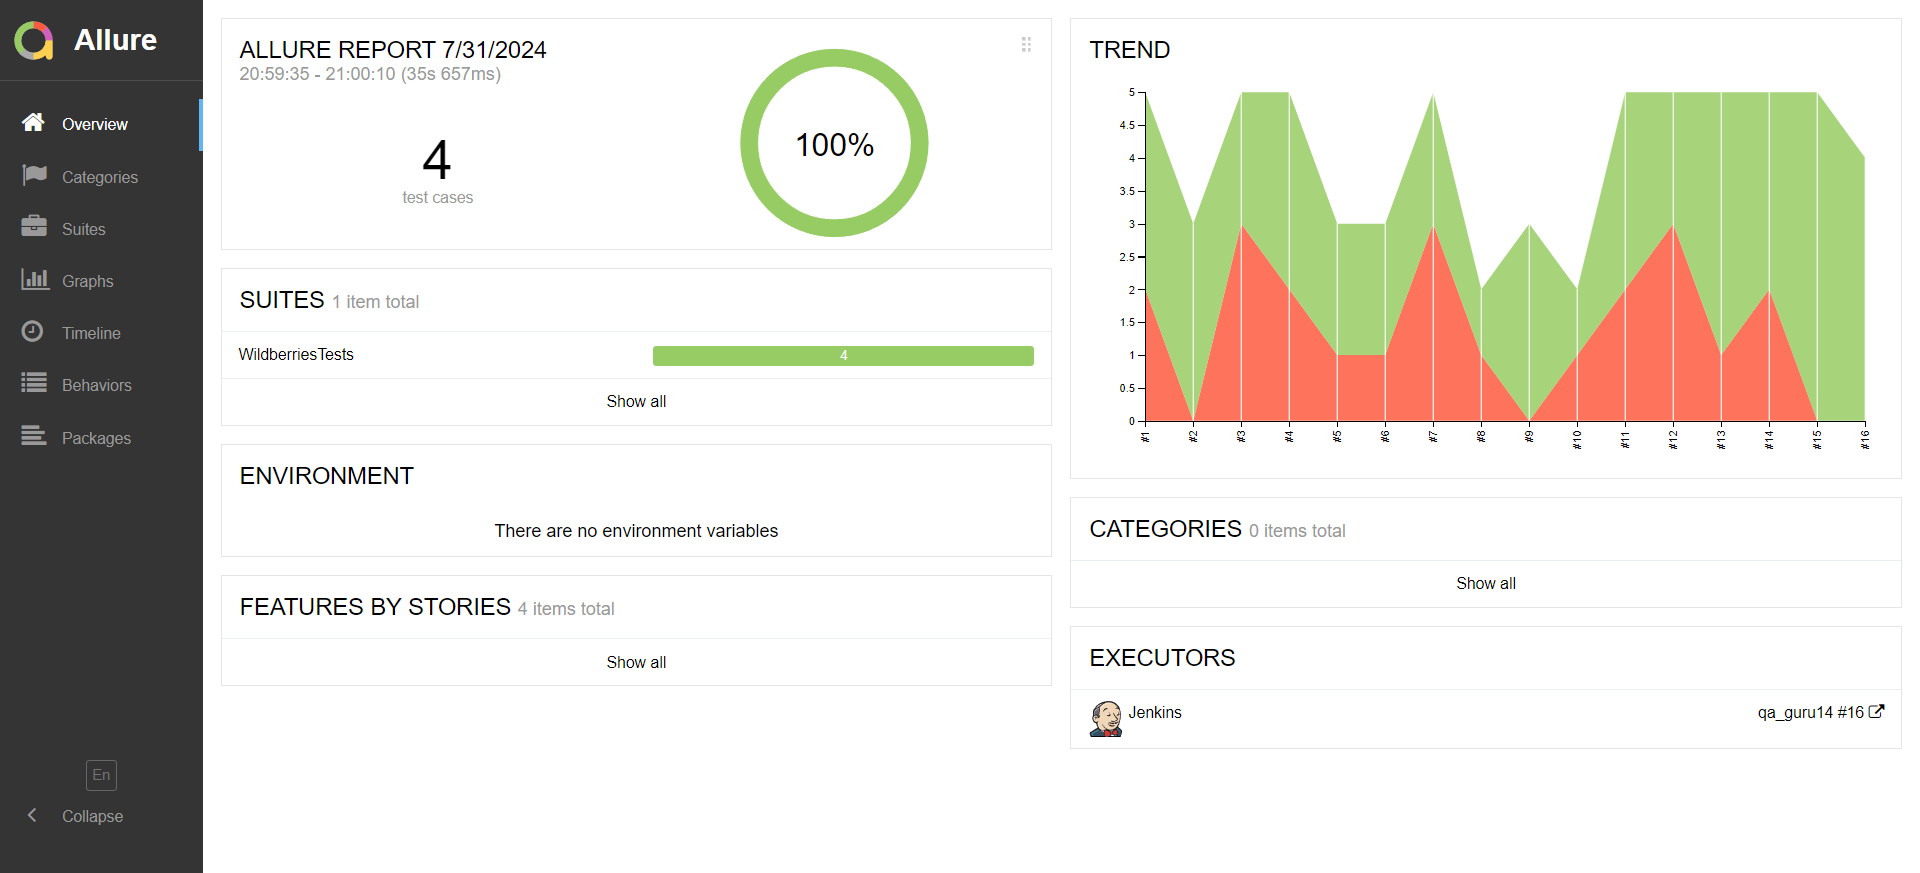 Allure
Overview
Categories
Suites
Graphs
Timeline
Behaviors
Packages
En
Collapse
ALLURE REPORT 7/31/2024
20:59:35 - 21:00:10 (35s 657ms)
4
test cases
100%
SUITES 1 item total
WildberriesTests 4
Show all
ENVIRONMENT
There are no environment variables
FEATURES BY STORIES 4 items total
Show all
TREND
5
4.5
4
3.5
3
2.5
2
1.5
1
0.5
0
#1 #2 #3 #4 #5 #6 #7 #8 #9 #10 #11 #12 #13 #14 #15 #16
CATEGORIES 0 items total
Show all
EXECUTORS
Jenkins qa_guru14 #16